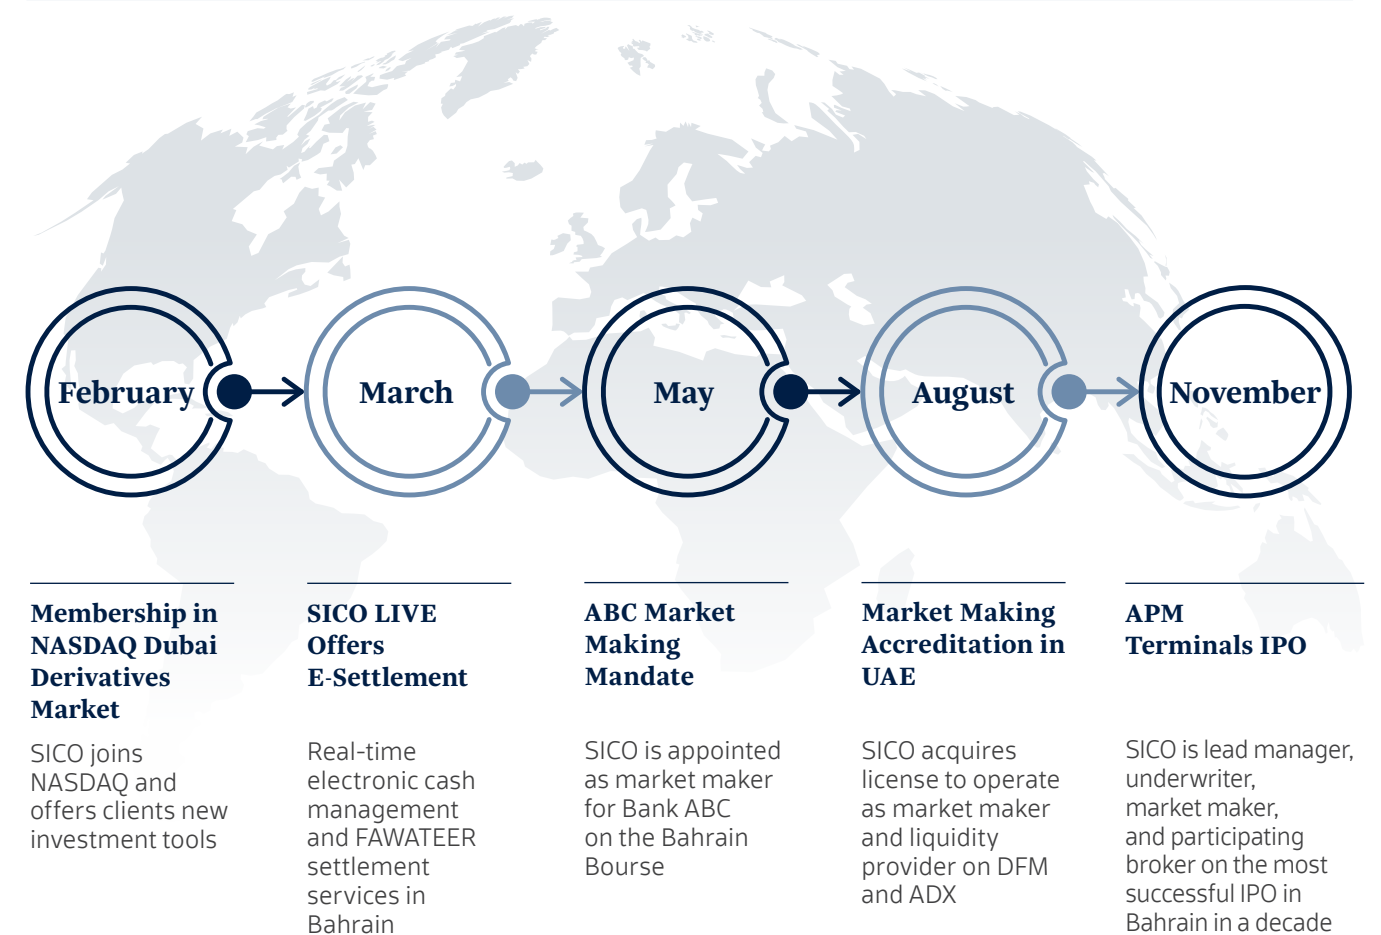 February
March
May
August
November
Membership in
NASDAQ Dubai
Derivatives
Market
SICO joins
NASDAQ and
offers clients new
investment tools
SICO LIVE
Offers
E-Settlement
Real-time
electronic cash
management
and FAWATEER
settlement
services in
Bahrain
ABC Market
Making
Mandate
SICO is appointed
as market maker
for Bank ABC
on the Bahrain
Bourse
Market Making
Accreditation in
UAE
SICO acquires
license to operate
as market maker
and liquidity
provider on DFM
and ADX
APM
Terminals IPO
SICO is lead manager,
underwriter,
market maker,
and participating
broker on the most
successful IPO in
Bahrain in a decade